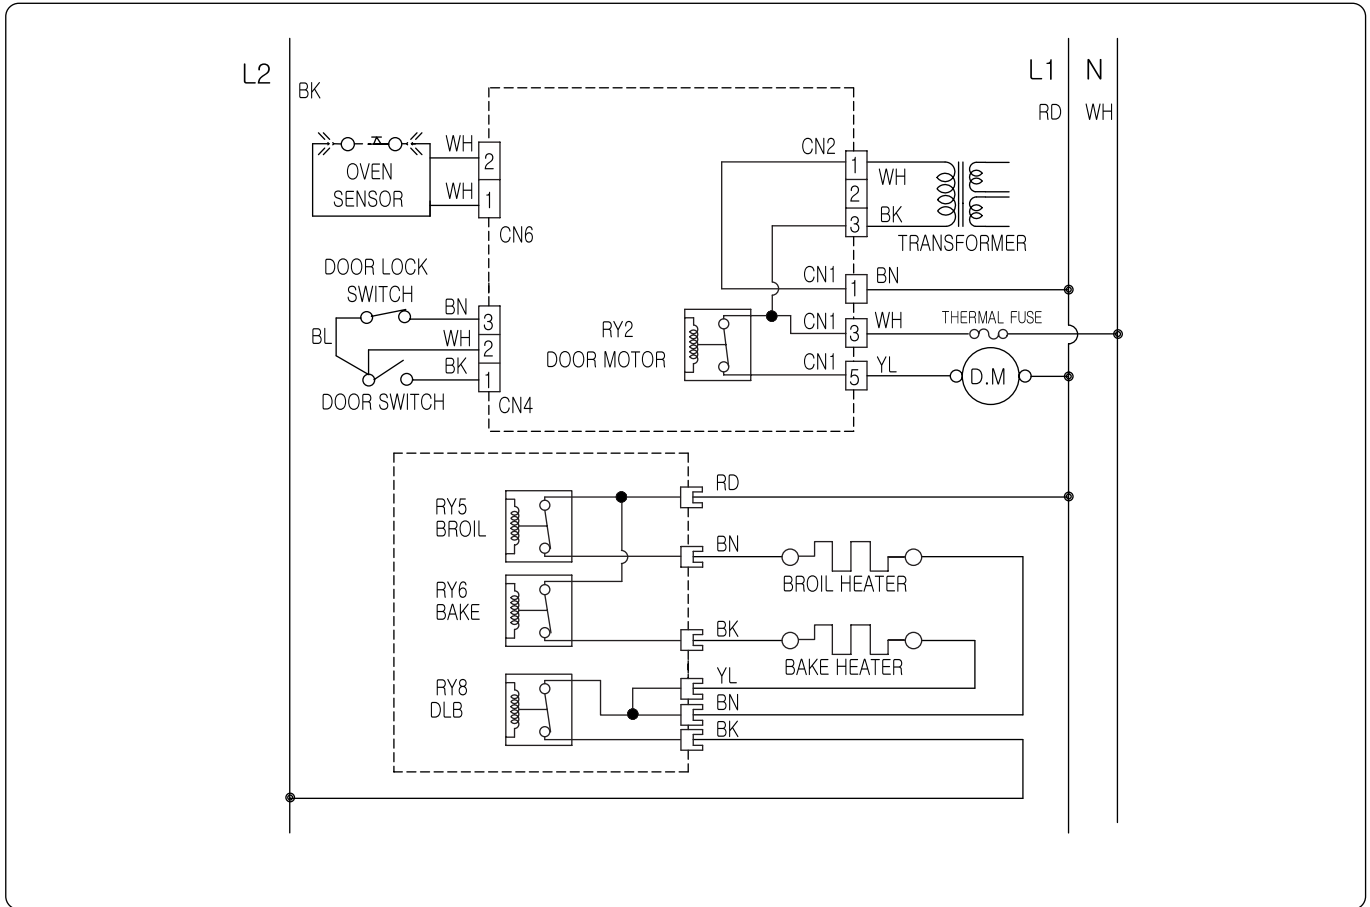 L2
BK
L1
N
RD
WH
CN2
WH
OVEN
SENSOR
WH
2
1
CN6
1
2
3
WH
BK
TRANSFORMER
DOOR LOCK
SWITCH
BL
BN
WH
BK
3
2
1
CN4
DOOR SWITCH
RY2
DOOR MOTOR
CN1
1
BN
CN1
3
WH
THERMAL FUSE
CN1
5
YL
D.M
RY5
BROIL
RD
BN
BROIL HEATER
RY6
BAKE
BK
BAKE HEATER
RY8
DLB
YL
BN
BK